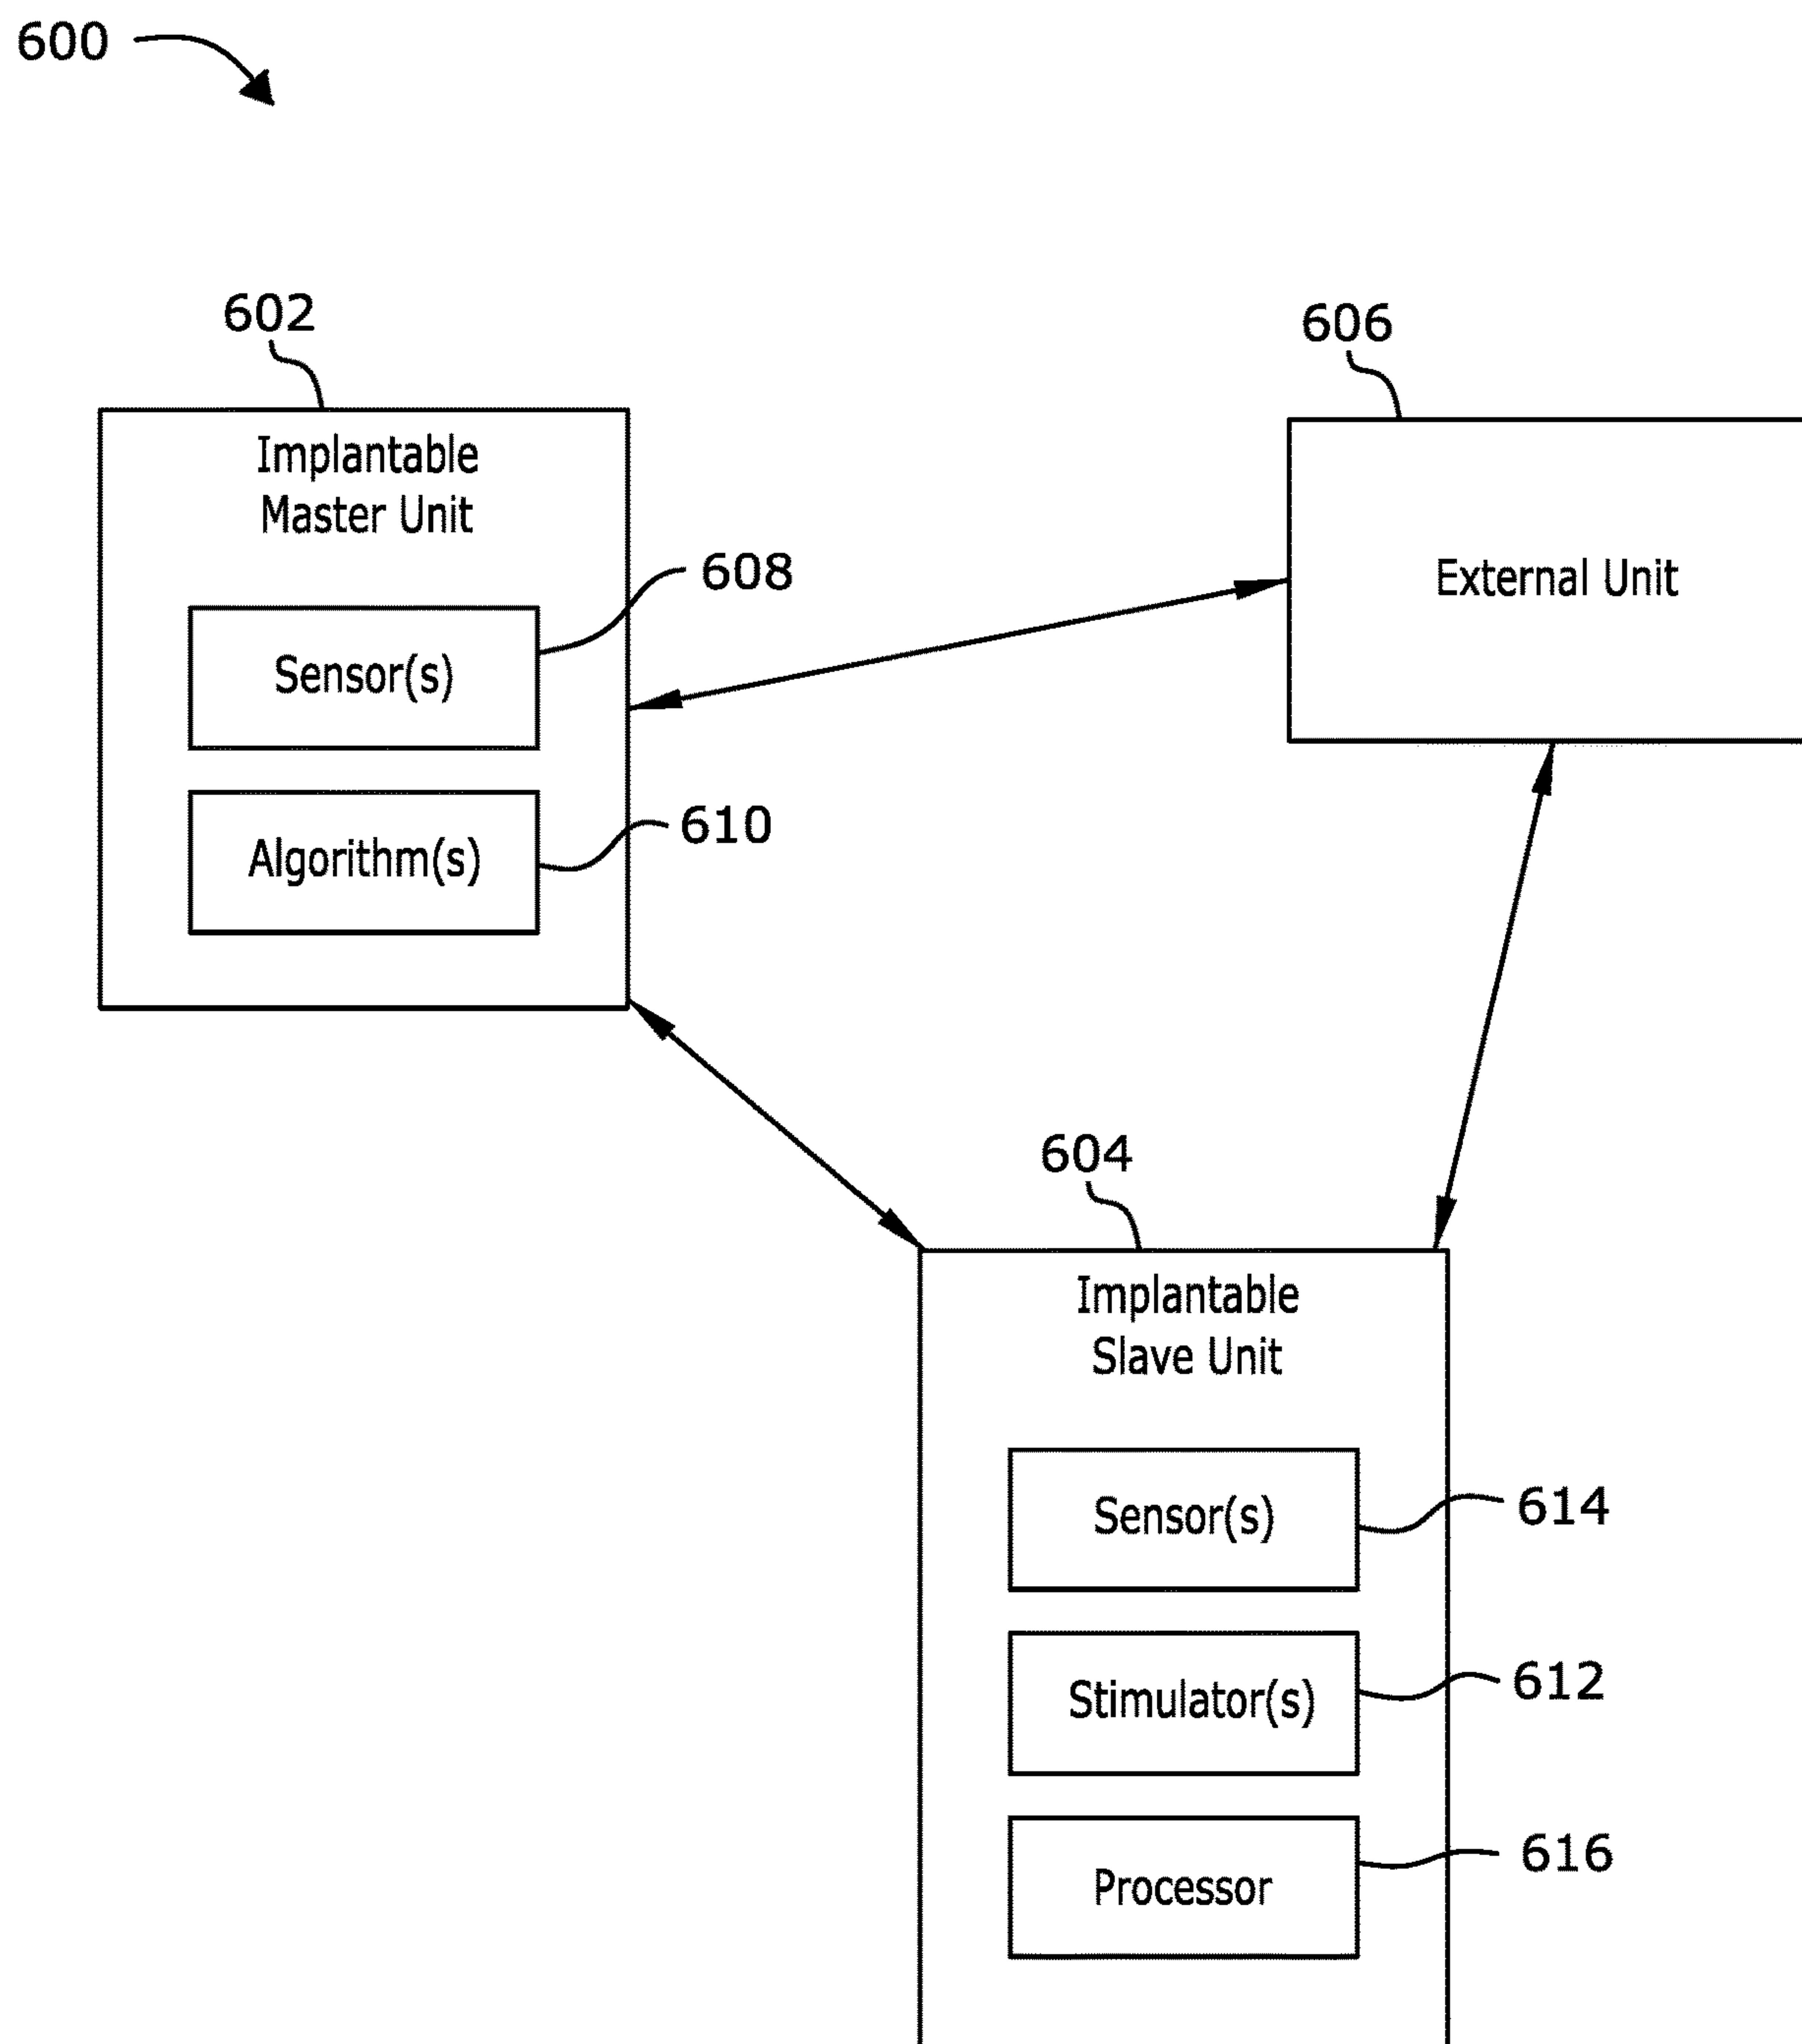 600
602
606
Implantable
Master Unit
608
Sensor(s)
External Unit
610
Algorithm(s)
604
Implantable
Slave Unit
Sensor(s)
614
Stimulator(s)
612
Processor
616